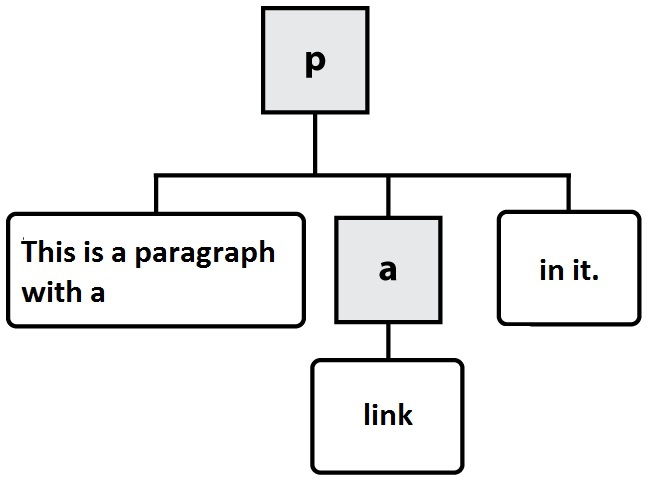 p
This is a paragraph
with a
a
in it.
link